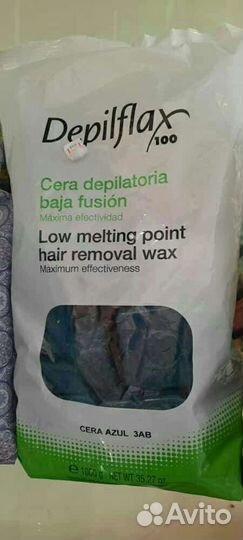 Depilflax
100
Cera depilatoria
baja fusión
Máxima efectividad
Low melting point
hair removal wax
Maximum effectiveness
CERA AZUL 3AB
e 1000 g - NET WT 35.27 oz.
Avito